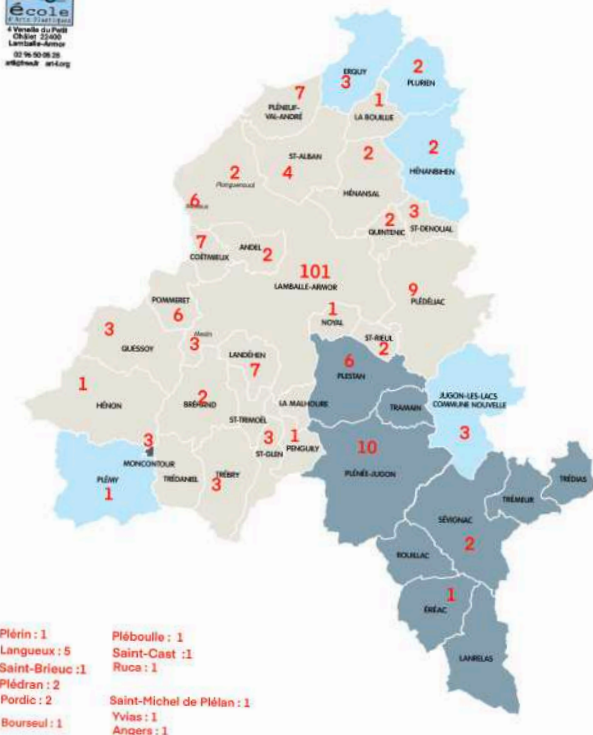 école
d'Arts Plastiques
4 Venelle du Petit
Châlet 22400
Lamballe-Armor
02 96 50 06 28
ERQUY
3
2
PLURIEN
7
PLÉNEUF-
VAL-ANDRÉ
1
LA BOUILLIE
2
HÉNANBIHEN
ST-ALBAN
4
2
HÉNANSAL
2
Planguenoual
6
3
ST-DENOUAL
2
QUINTENIC
7
COËTMIEUX
ANDEL
2
101
LAMBALLE-ARMOR
9
PLÉDÉLIAC
POMMERET
6
1
NOYAL
3
QUESSOY
3
ST-RIEUL
2
LANDÉHEN
7
6
PLESTAN
1
HÉNON
2
BRÉHAND
LA MALHOURE
TRAMAIN
JUGON-LES-LACS
COMMUNE NOUVELLE
3
ST-TRIMOËL
3
ST-GLEN
1
PENGUILY
3
MONCONTOUR
10
PLÉNÉE-JUGON
PLÉMY
1
TRÉDANIEL
TRÉBRY
3
TRÉDIAS
TRÉMEUR
SÉVIGNAC
2
ROUILLAC
1
ÉRÉAC
LANRELAS
Plérin : 1
Langueux : 5
Saint-Brieuc :1
Plédran : 2
Pordic : 2
Bourseul : 1
Pléboulle : 1
Saint-Cast :1
Ruca : 1
Saint-Michel de Plélan : 1
Yvias : 1
Angers : 1